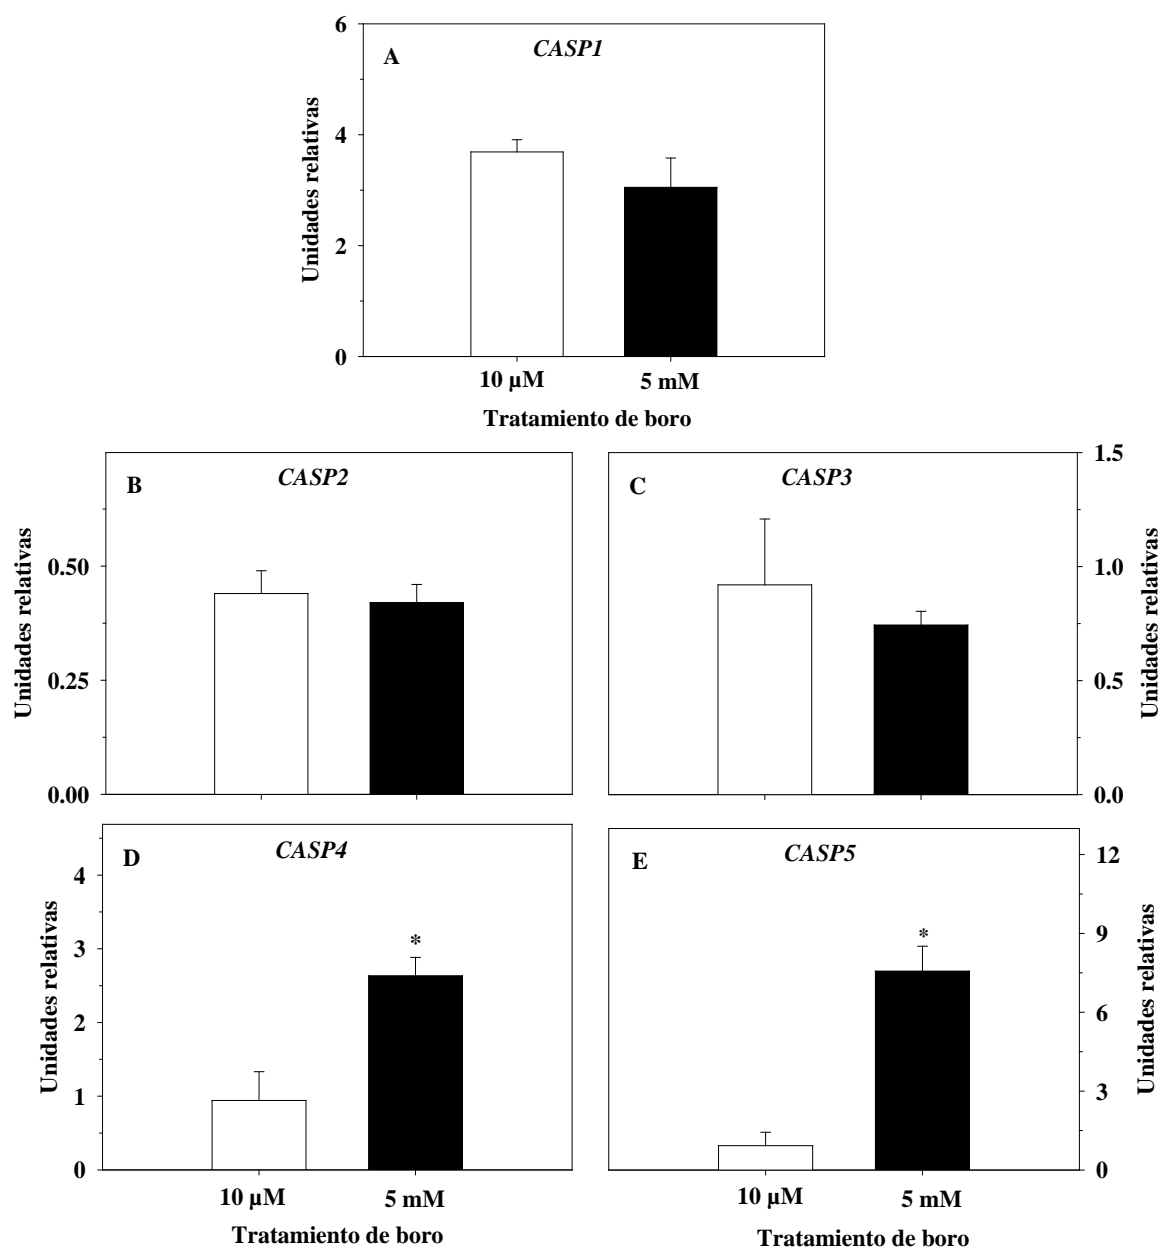 6
A
CASP1
4
Unidades relativas
2
0
10 µM
5 mM
Tratamiento de boro
B
CASP2
0.50
Unidades relativas
0.25
0.00
C
CASP3
1.5
1.0
Unidades relativas
0.5
0.0
D
CASP4
4
3
*
Unidades relativas
2
1
0
10 µM
5 mM
Tratamiento de boro
E
CASP5
12
*
9
Unidades relativas
6
3
0
10 µM
5 mM
Tratamiento de boro